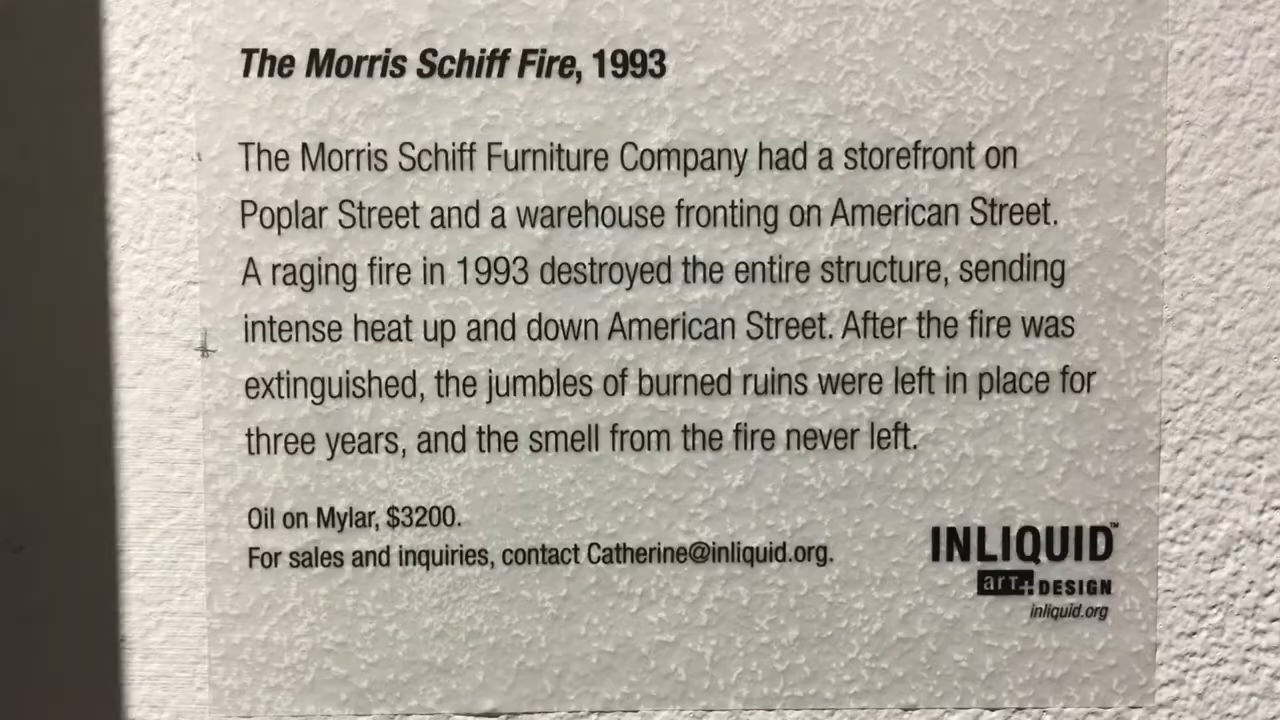 The Morris Schiff Fire, 1993
The Morris Schiff Furniture Company had a storefront on
Poplar Street and a warehouse fronting on American Street.
A raging fire in 1993 destroyed the entire structure, sending
intense heat up and down American Street. After the fire was
extinguished, the jumbles of burned ruins were left in place for
three years, and the smell from the fire never left.
Oil on Mylar, $3200.
For sales and inquiries, contact Catherine@inliquid.org.
INLIQUID™
art+ DESIGN
inliquid.org